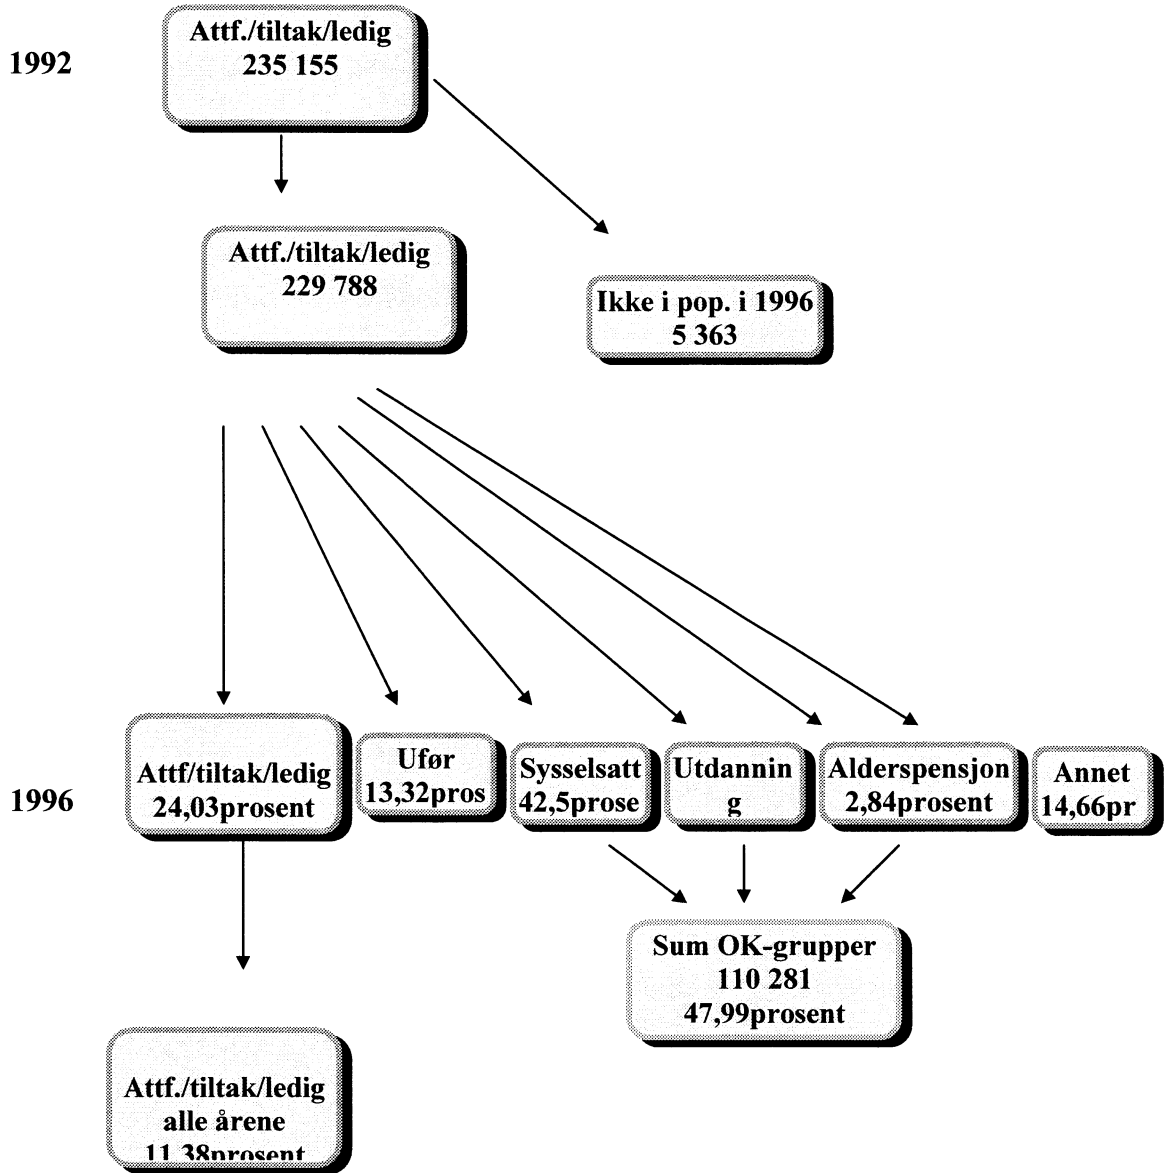 1992
Attf./tiltak/ledig
235 155
Attf./tiltak/ledig
229 788
Ikke i pop. i 1996
5 363
1996
Attf/tiltak/ledig
24,03prosent
Ufør
13,32pros
Sysselsatt
42,5prose
Utdannin
g
Alderspensjon
2,84prosent
Annet
14,66pr
Sum OK-grupper
110 281
47,99prosent
Attf./tiltak/ledig
alle årene
11,38prosent